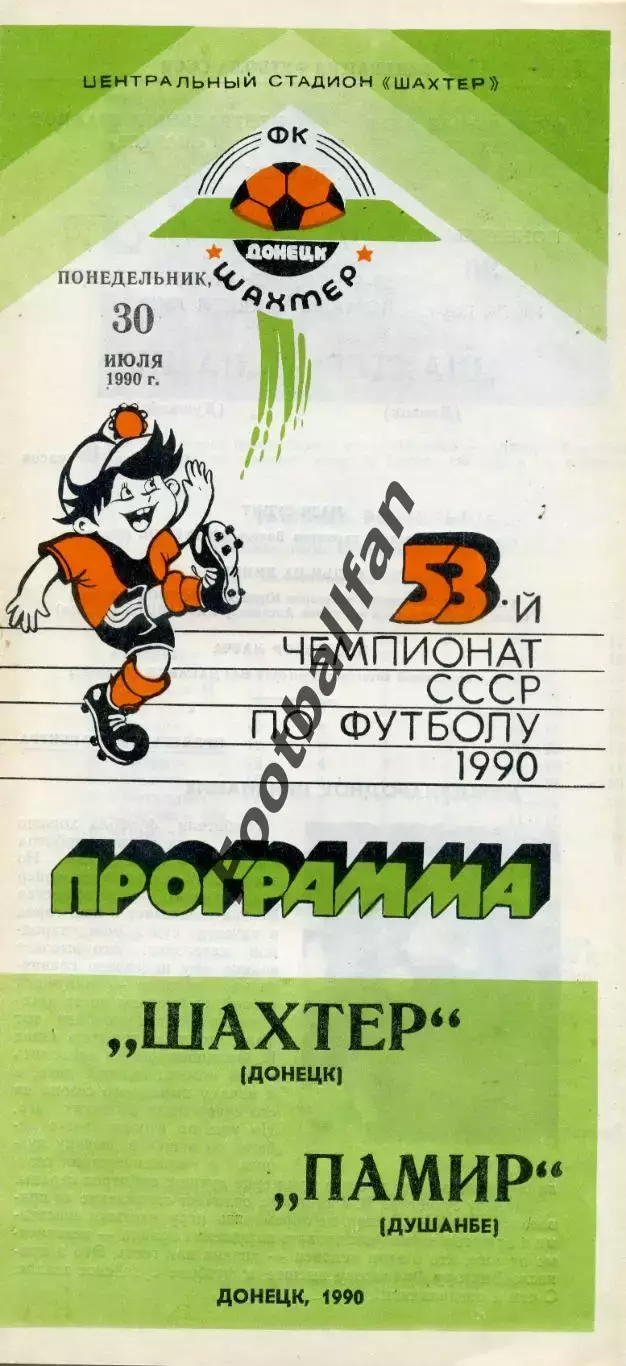 ЦЕНТРАЛЬНЫЙ СТАДИОН «ШАХТЕР»
ФК
ДОНЕЦК
ШАХТЕР
ПОНЕДЕЛЬНИК,
30
ИЮЛЯ
1990 г.
53-й
ЧЕМПИОНАТ
СССР
ПО ФУТБОЛУ
1990
Footballfan
ПРОГРАММА
„ШАХТЕР“
(ДОНЕЦК)
„ПАМИР“
(ДУШАНБЕ)
ДОНЕЦК, 1990